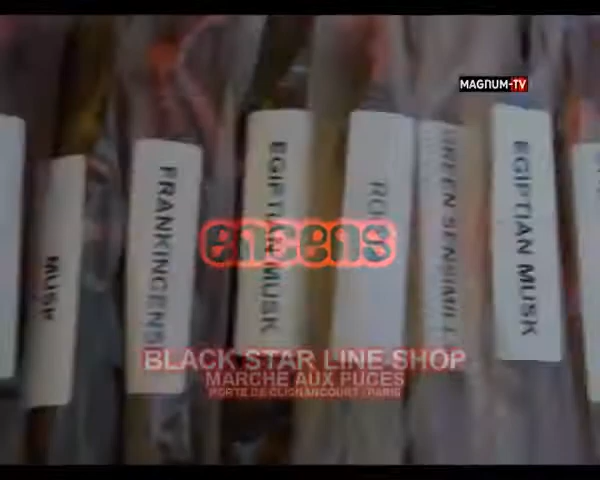 MAGNUM-TV
MUSK
FRANKINCENS
EGIPTIAN MUSK
EGIPTIAN MUSK
encens
BLACK STAR LINE SHOP
MARCHE AUX PUCES
PORTE DE CLIGNANCOURT / PARIS